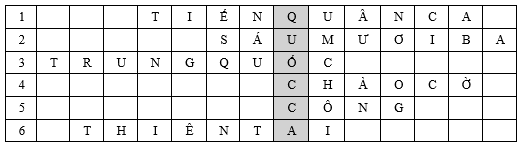 1 T I Ế N Q U Â N C A
2 S Á U M Ư Ơ I B A
3 T R U N G Q U Ố C
4 C H À O C Ờ
5 C Ô N G
6 T H I Ê N T A I